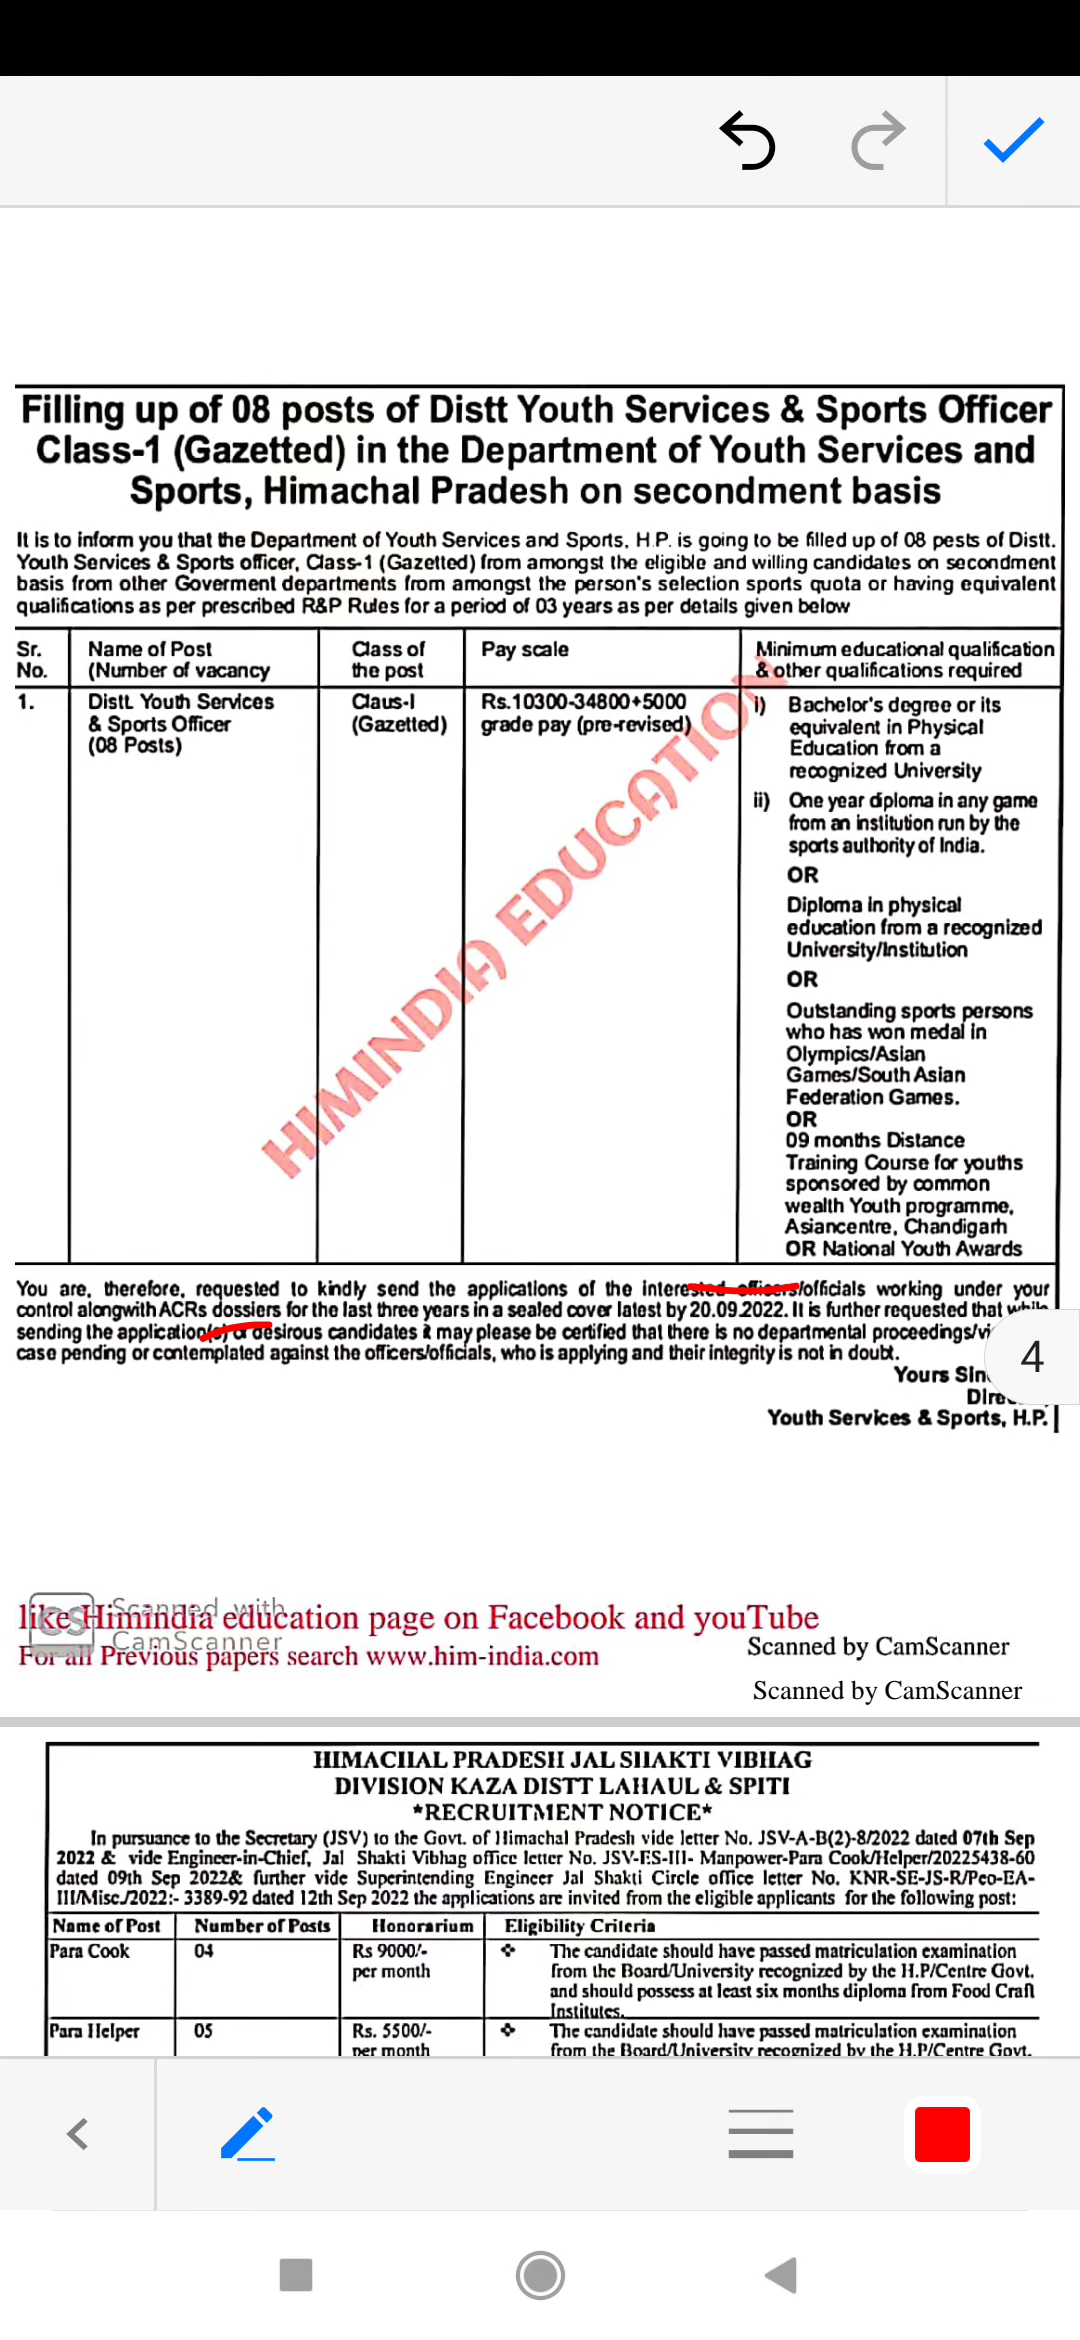 Filling up of 08 posts of Distt Youth Services & Sports Officer
Class-1 (Gazetted) in the Department of Youth Services and
Sports, Himachal Pradesh on secondment basis
It is to inform you that the Department of Youth Services and Sports, H.P. is going to be filled up of 08 pests of Distt.
Youth Services & Sports officer, Class-1 (Gazetted) from amongst the eligible and willing candidates on secondment
basis from other Goverment departments from amongst the person's selection sports quota or having equivalent
qualifications as per prescribed R&P Rules for a period of 03 years as per details given below
Sr. No.
Name of Post (Number of vacancy
Class of the post
Pay scale
Minimum educational qualification & other qualifications required
1.
Distt. Youth Services
& Sports Officer
(08 Posts)
Claus-I
(Gazetted)
Rs.10300-34800+5000
grade pay (pre-revised)
i) Bachelor's degree or its
equivalent in Physical
Education from a
recognized University
ii) One year diploma in any game
from an institution run by the
sports authority of India.
OR
Diploma in physical
education from a recognized
University/Institution
OR
Outstanding sports persons
who has won medal in
Olympics/Asian
Games/South Asian
Federation Games.
OR
09 months Distance
Training Course for youths
sponsored by common
wealth Youth programme,
Asiancentre, Chandigarh
OR National Youth Awards
HIMINDIA EDUCATION
You are, therefore, requested to kindly send the applications of the interested officers/officials working under your
control alongwith ACRs dossiers for the last three years in a sealed cover latest by 20.09.2022. It is further requested that while
sending the application(s) of desirous candidates it may please be certified that there is no departmental proceedings/
case pending or contemplated against the officers/officials, who is applying and their integrity is not in doubt.
Yours
Youth Services & Sports, H.P.
4
like Himindia education page on Facebook and youTube
For all Previous papers search www.him-india.com
CS Scanned with
CamScanner
Scanned by CamScanner
Scanned by CamScanner
HIMACHAL PRADESH JAL SHAKTI VIBHAG
DIVISION KAZA DISTT LAHAUL & SPITI
*RECRUITMENT NOTICE*
In pursuance to the Secretary (JSV) to the Govt. of Himachal Pradesh vide letter No. JSV-A-B(2)-8/2022 dated 07th Sep
2022 & vide Engineer-in-Chief, Jal Shakti Vibhag office letter No. JSV-ES-III- Manpower-Para Cook/Helper/20225438-60
dated 09th Sep 2022& further vide Superintending Engineer Jal Shakti Circle office letter No. KNR-SE-JS-R/Peo-EA-
III/Misc./2022:- 3389-92 dated 12th Sep 2022 the applications are invited from the eligible applicants for the following post:
Name of Post Number of Posts Honorarium Eligibility Criteria
Para Cook
04
Rs 9000/-
per month
❖ The candidate should have passed matriculation examination
from the Board/University recognized by the H.P/Centre Govt.
and should possess at least six months diploma from Food Craft
Institutes.
Para Helper
05
Rs. 5500/-
per month
❖ The candidate should have passed matriculation examination
from the Board/University recognized by the H.P/Centre Govt.